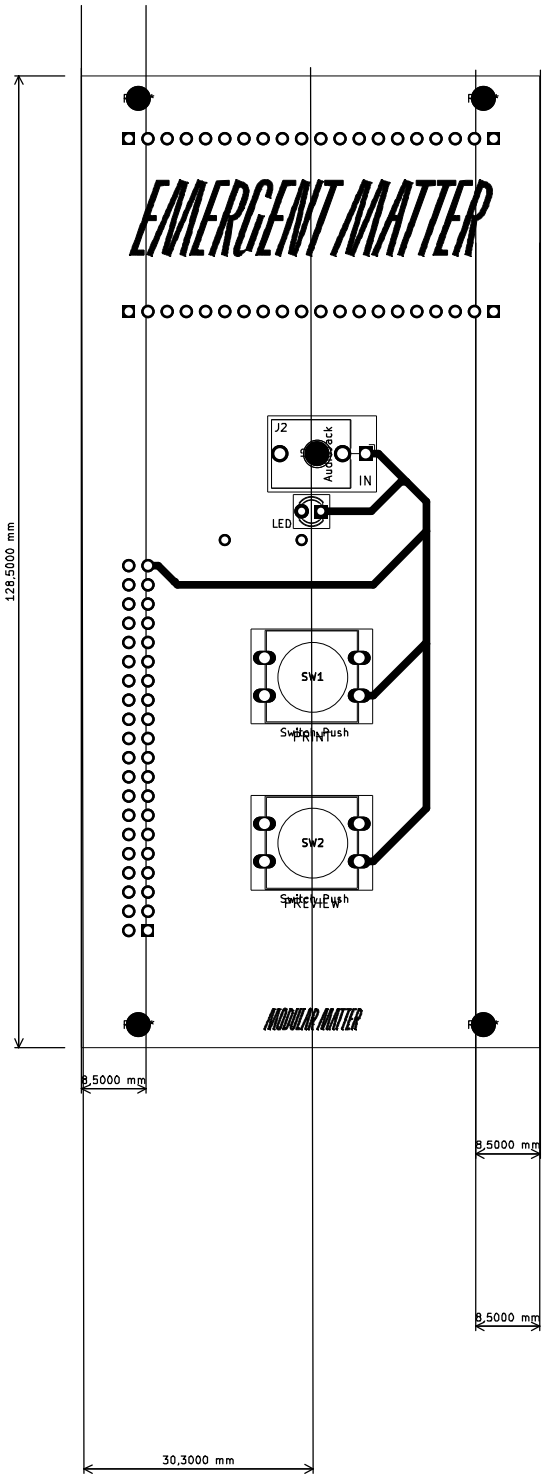 EMERGENT MATTER
J2
AudioJack
IN
LED
128,5000 mm
SW1
Switch_Push
PRINT
SW2
Switch_Push
PREVIEW
MODULAR MATTER
8,5000 mm
8,5000 mm
8,5000 mm
30,3000 mm